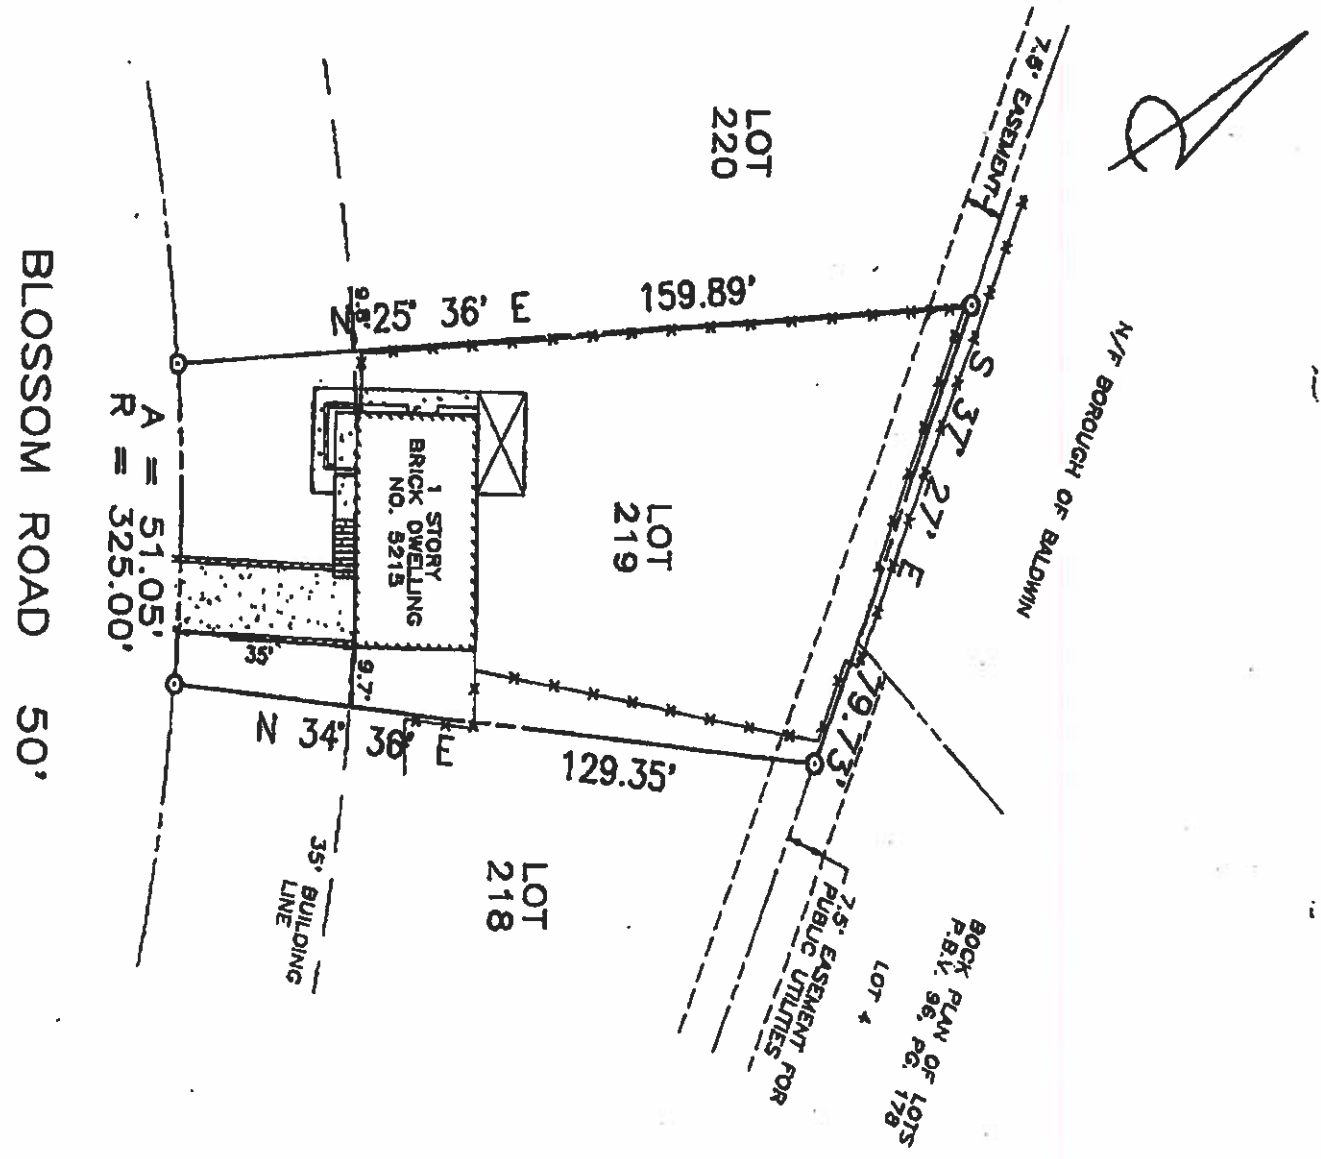 7.5' EASEMENT
LOT
220
N/F BOROUGH OF BALDWIN
159.89'
N 25° 36' E
9.8'
S 37° 27' E
79.73'
LOT
219
1 STORY
BRICK DWELLING
NO. 5215
BLOSSOM ROAD 50'
A = 51.05'
R = 325.00'
35'
9.7'
N 34° 36' E
129.35'
LOT
218
35' BUILDING
LINE
7.5' EASEMENT FOR
PUBLIC UTILITIES
LOT 4
BOCK PLAN OF LOTS
P.B.V. 96, PG. 178